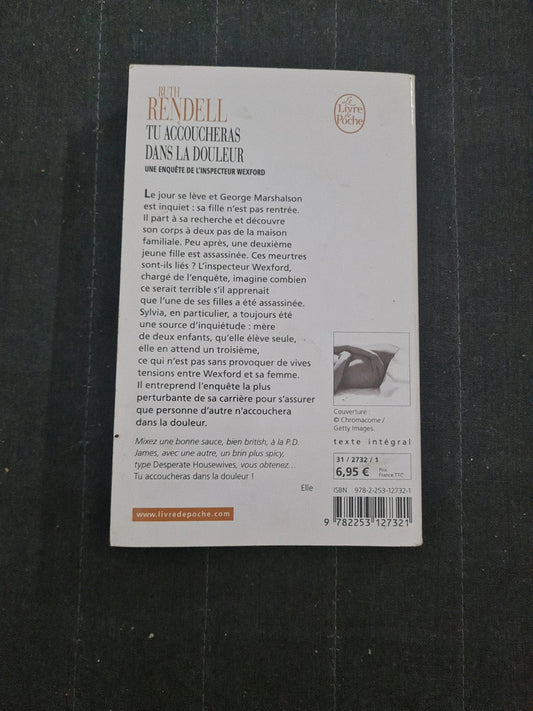 RUTH
RENDELL
TU ACCOUCHERAS
DANS LA DOULEUR
UNE ENQUÊTE DE L'INSPECTEUR WEXFORD
Le Livre de Poche
Le jour se lève et George Marshalson
est inquiet : sa fille n'est pas rentrée.
Il part à sa recherche et découvre
son corps à deux pas de la maison
familiale. Peu après, une deuxième
jeune fille est assassinée. Ces meurtres
sont-ils liés ? L'inspecteur Wexford,
chargé de l'enquête, imagine combien
ce serait terrible s'il apprenait
que l'une de ses filles a été assassinée.
Sylvia, en particulier, a toujours été
une source d'inquiétude : mère
de deux enfants, qu'elle élève seule,
elle en attend un troisième,
ce qui n'est pas sans provoquer de vives
tensions entre Wexford et sa femme.
Il entreprend l'enquête la plus
perturbante de sa carrière pour s'assurer
que personne d'autre n'accouchera
dans la douleur.
Mixez une bonne sauce, bien british, à la P.D.
James, avec une autre, un brin plus spicy,
type Desperate Housewives, vous obtenez...
Tu accoucheras dans la douleur !
Elle
www.livredepoche.com
Couverture :
© Chromacome /
Getty Images.
texte intégral
31 / 2732 / 1
6,95 € Prix
France TTC
ISBN 978-2-253-12732-1
9 782253 127321